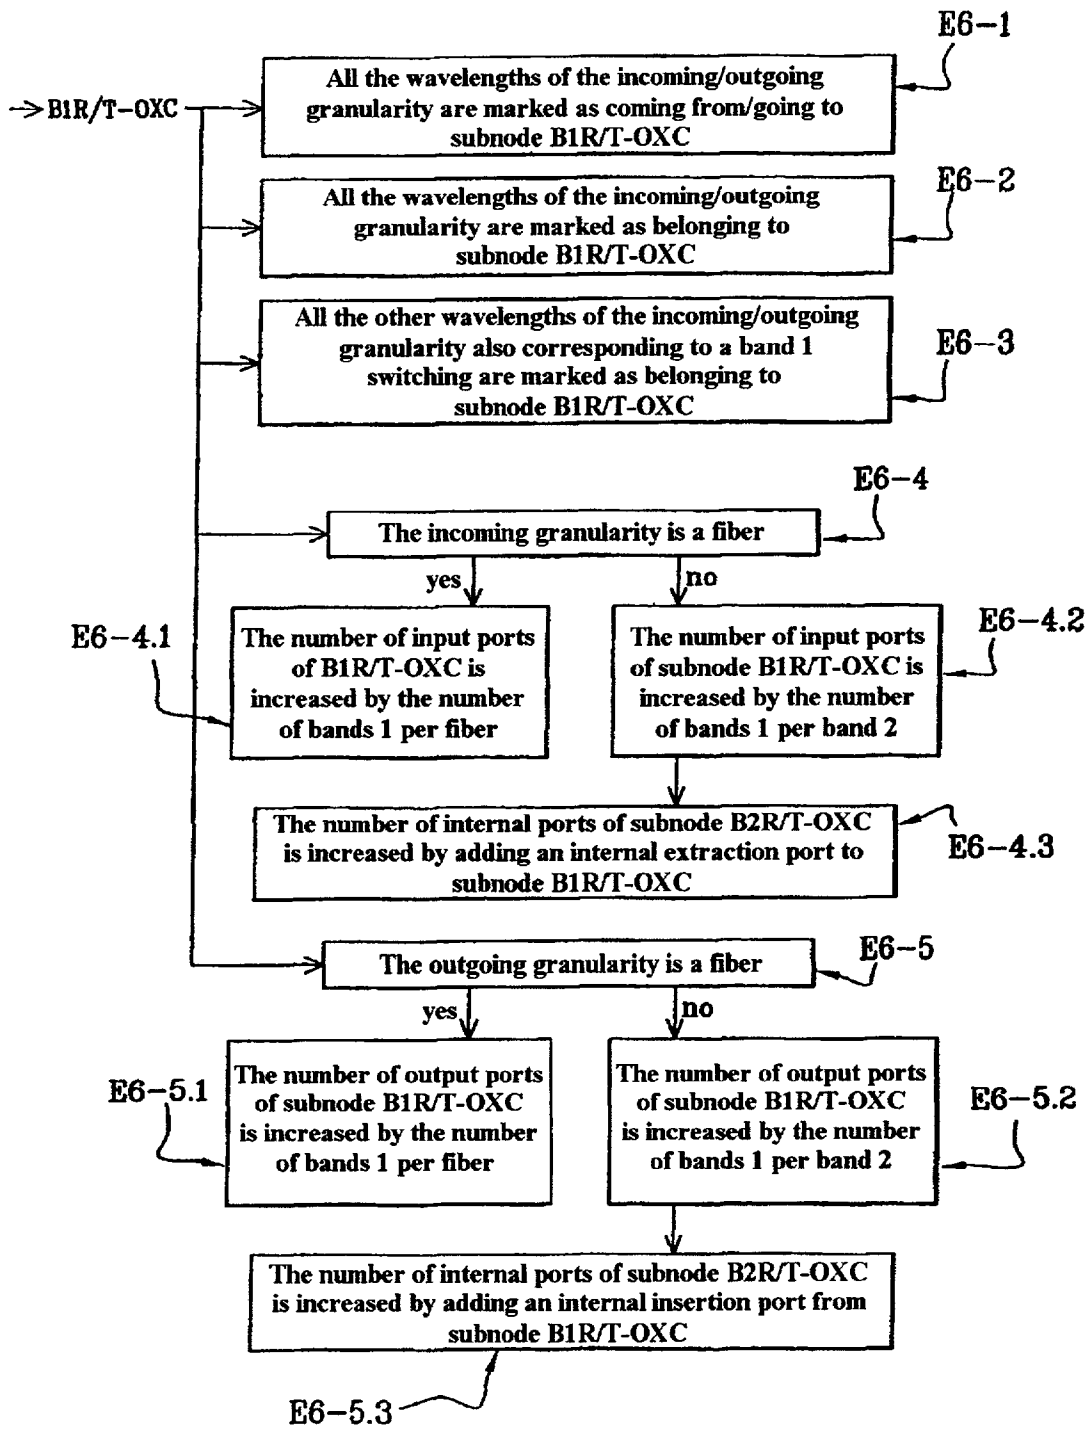 E6-1
All the wavelengths of the incoming/outgoing
granularity are marked as coming from/going to
subnode B1R/T-OXC
B1R/T-OXC
E6-2
All the wavelengths of the incoming/outgoing
granularity are marked as belonging to
subnode B1R/T-OXC
All the other wavelengths of the incoming/outgoing
granularity also corresponding to a band 1
switching are marked as belonging to
subnode B1R/T-OXC
E6-3
E6-4
The incoming granularity is a fiber
yes
no
E6-4.1
The number of input ports
of B1R/T-OXC is
increased by the number
of bands 1 per fiber
The number of input ports
of subnode B1R/T-OXC is
increased by the number
of bands 1 per band 2
E6-4.2
The number of internal ports of subnode B2R/T-OXC
is increased by adding an internal extraction port to
subnode B1R/T-OXC
E6-4.3
E6-5
The outgoing granularity is a fiber
yes
no
E6-5.1
The number of output ports
of subnode B1R/T-OXC
is increased by the number
of bands 1 per fiber
The number of output ports
of subnode B1R/T-OXC
is increased by the number
of bands 1 per band 2
E6-5.2
The number of internal ports of subnode B2R/T-OXC
is increased by adding an internal insertion port from
subnode B1R/T-OXC
E6-5.3